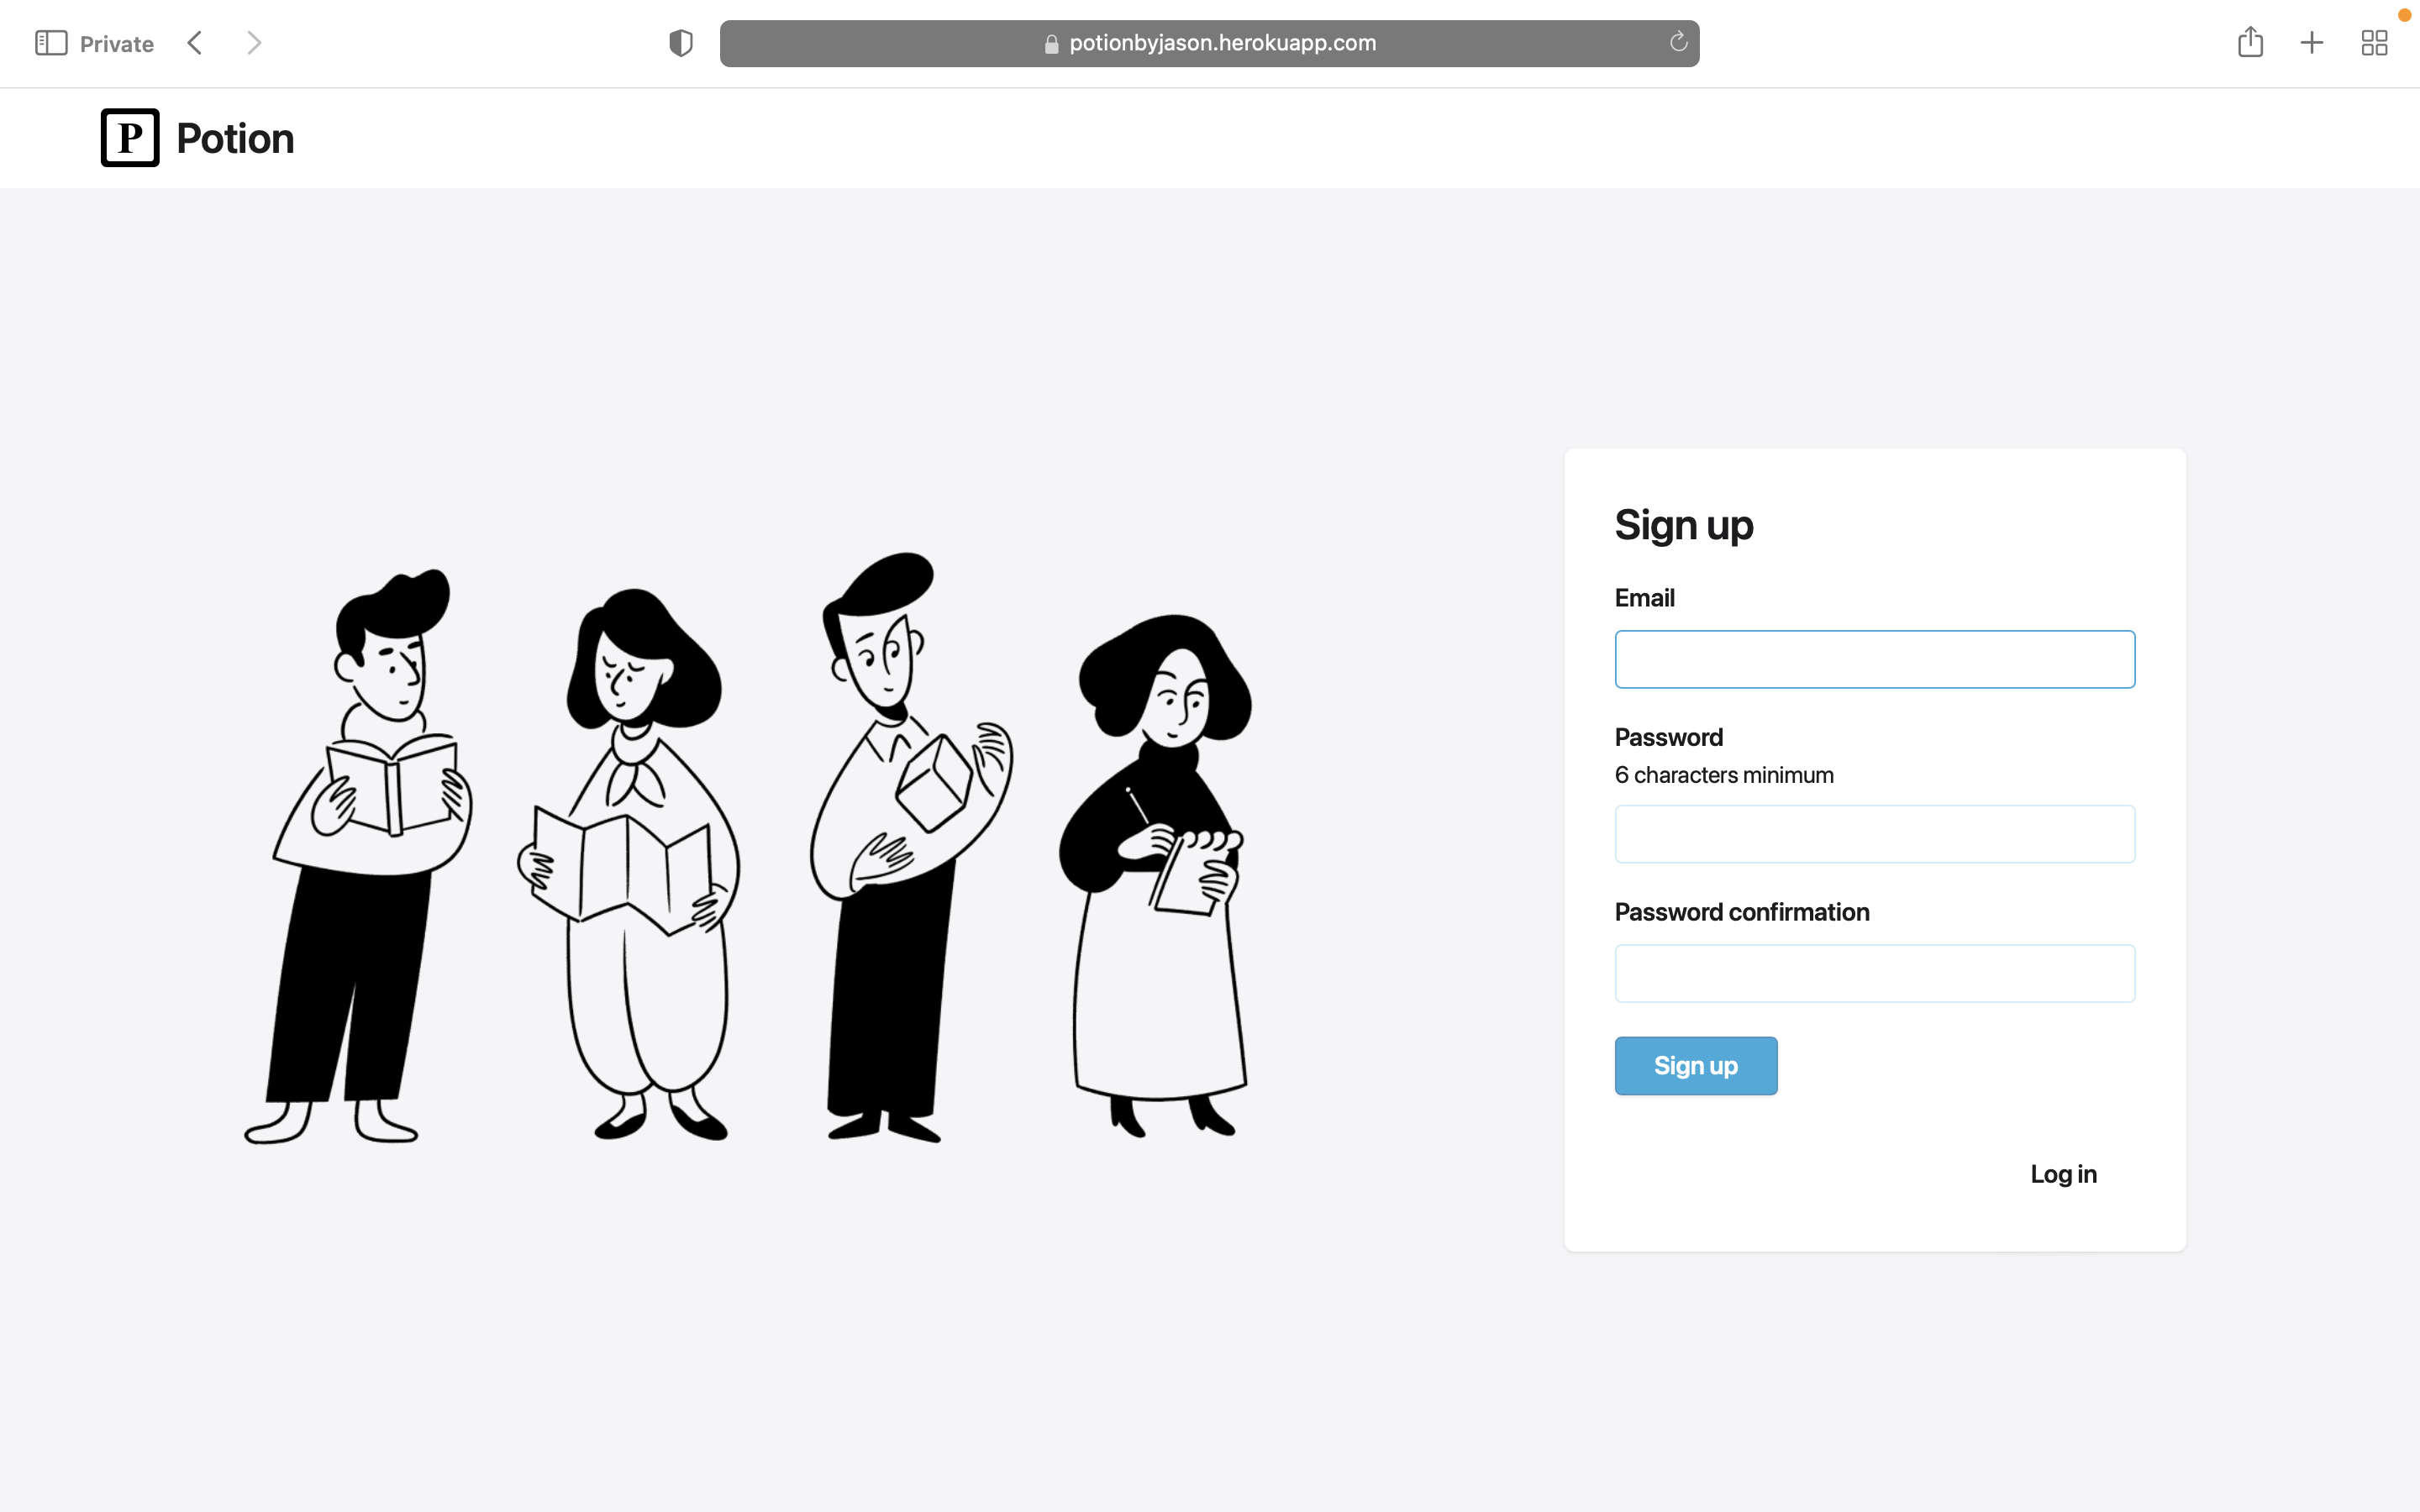 Private
potionbyjason.herokuapp.com
P Potion
Sign up
Email
Password
6 characters minimum
Password confirmation
Sign up
Log in